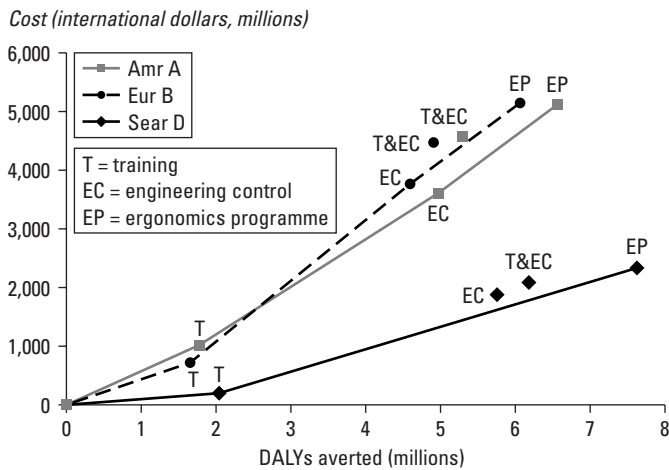 Cost (international dollars, millions)
6,000
5,000
4,000
3,000
2,000
1,000
0
Amr A
Eur B
Sear D
T = training
EC = engineering control
EP = ergonomics programme
EP EP
T&EC
T&EC
EC
EC
T&EC EP
EC
T
T T
0 1 2 3 4 5 6 7 8
DALYs averted (millions)